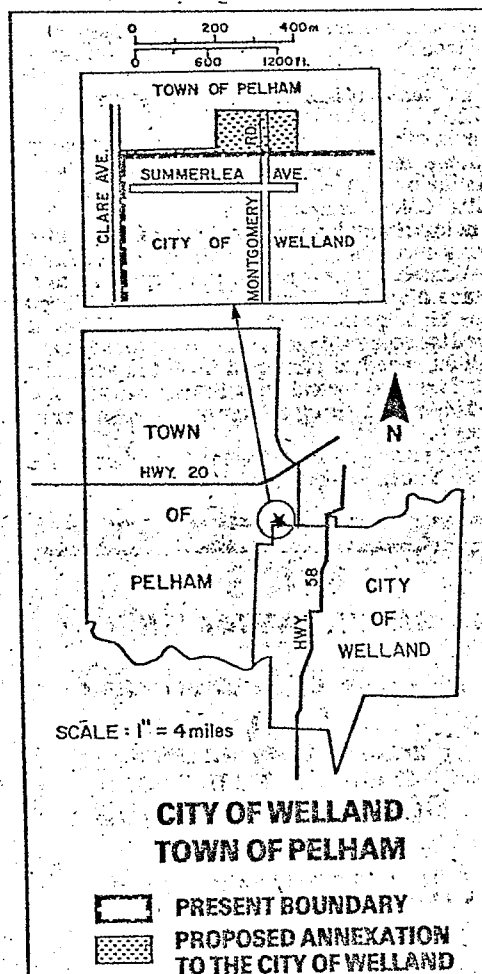 0 200 400m
0 600 1200 ft.
TOWN OF PELHAM
RD.
CLARE AVE.
SUMMERLEA AVE.
CITY OF WELLAND
MONTGOMERY
N
TOWN
HWY. 20
OF
PELHAM
HWY. 58
CITY
OF
WELLAND
SCALE : 1" = 4 miles
CITY OF WELLAND
TOWN OF PELHAM
PRESENT BOUNDARY
PROPOSED ANNEXATION
TO THE CITY OF WELLAND